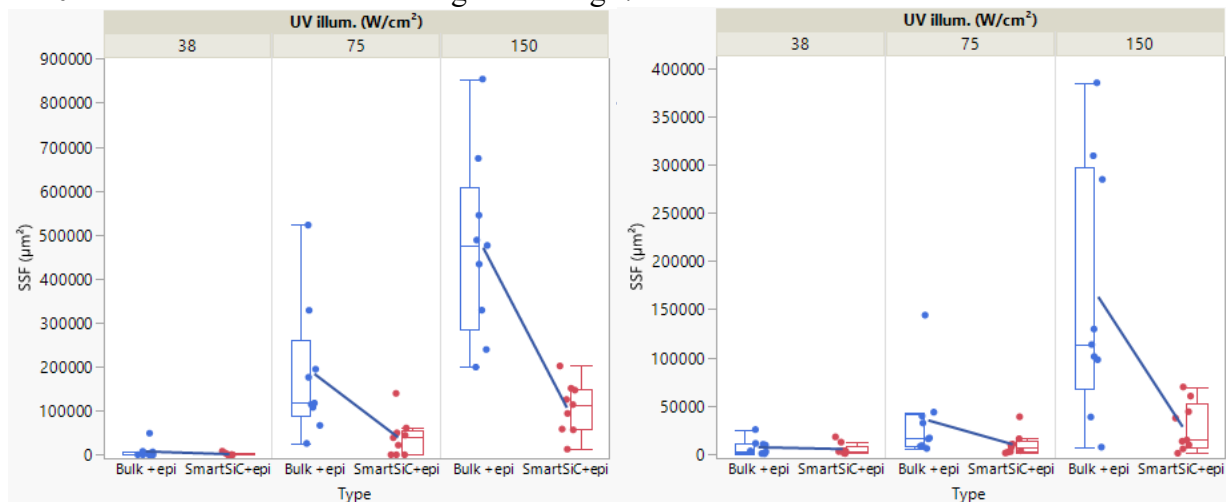 UV illum. (W/cm²)
38 75 150
900000
800000
700000
600000
500000
400000
300000
200000
100000
0
SSF (µm²)
Bulk +epi SmartSiC+epi Bulk +epi SmartSiC+epi Bulk +epi SmartSiC+epi
Type
UV illum. (W/cm²)
38 75 150
400000
350000
300000
250000
200000
150000
100000
50000
0
SSF (µm²)
Bulk +epi SmartSiC+epi Bulk +epi SmartSiC+epi Bulk +epi SmartSiC+epi
Type